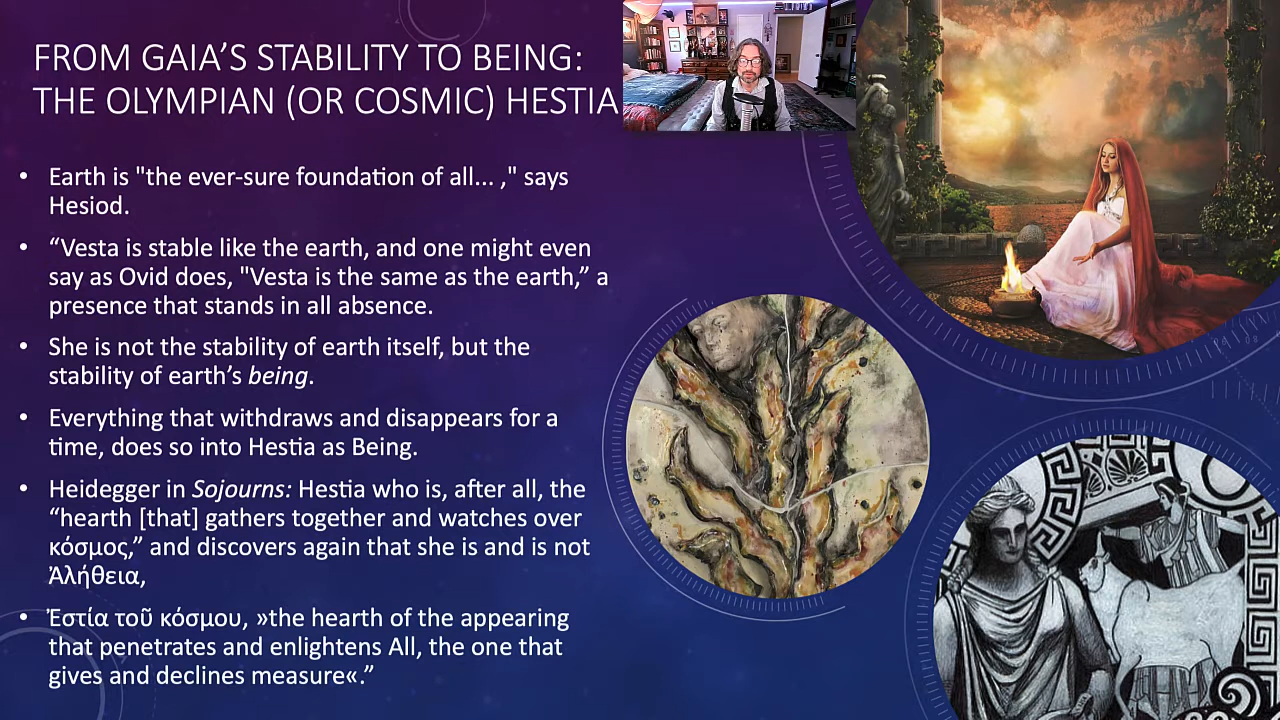 FROM GAIA’S STABILITY TO BEING:
THE OLYMPIAN (OR COSMIC) HESTIA
• Earth is "the ever-sure foundation of all... ," says
Hesiod.
• “Vesta is stable like the earth, and one might even
say as Ovid does, "Vesta is the same as the earth,” a
presence that stands in all absence.
• She is not the stability of earth itself, but the
stability of earth’s being.
• Everything that withdraws and disappears for a
time, does so into Hestia as Being.
• Heidegger in Sojourns: Hestia who is, after all, the
“hearth [that] gathers together and watches over
κόσμος,” and discovers again that she is and is not
Ἀλήθεια,
• Ἑστία τοῦ κόσμου, »the hearth of the appearing
that penetrates and enlightens All, the one that
gives and declines measure«.”